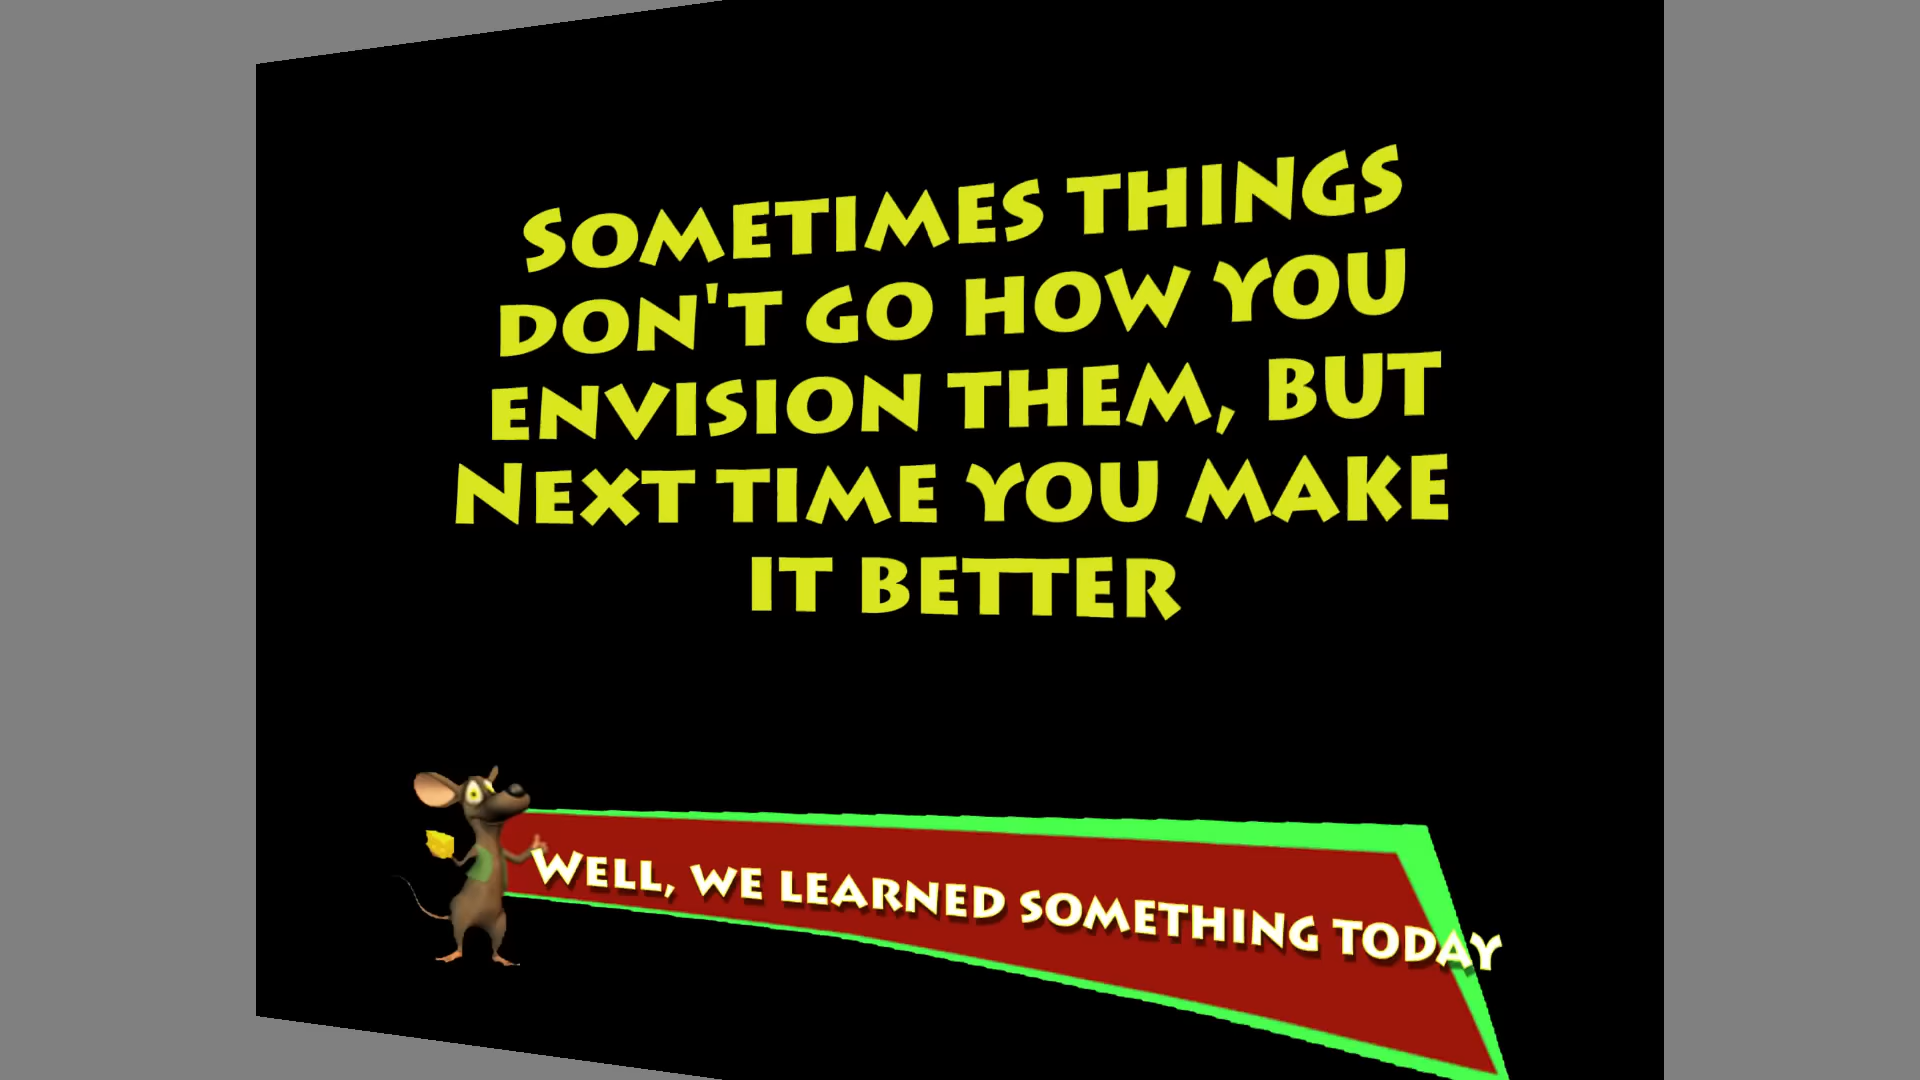 Sometimes things
don't go how you
envision them, but
Next time you make
it better
Well, we learned something today